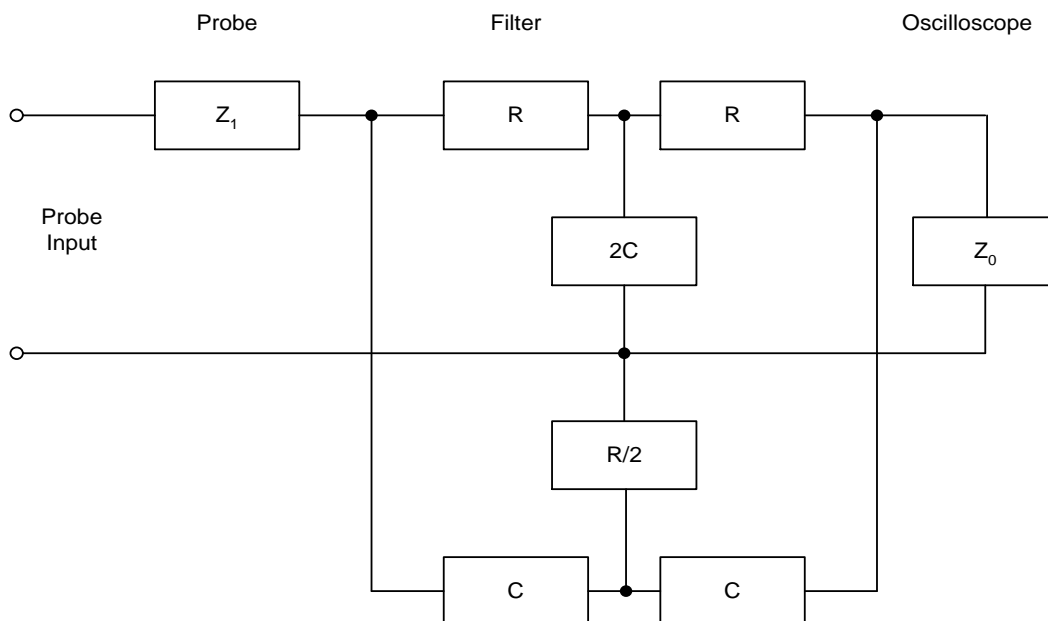 Probe
Filter
Oscilloscope
Z1
R
R
Probe
Input
2C
Z0
R/2
C
C